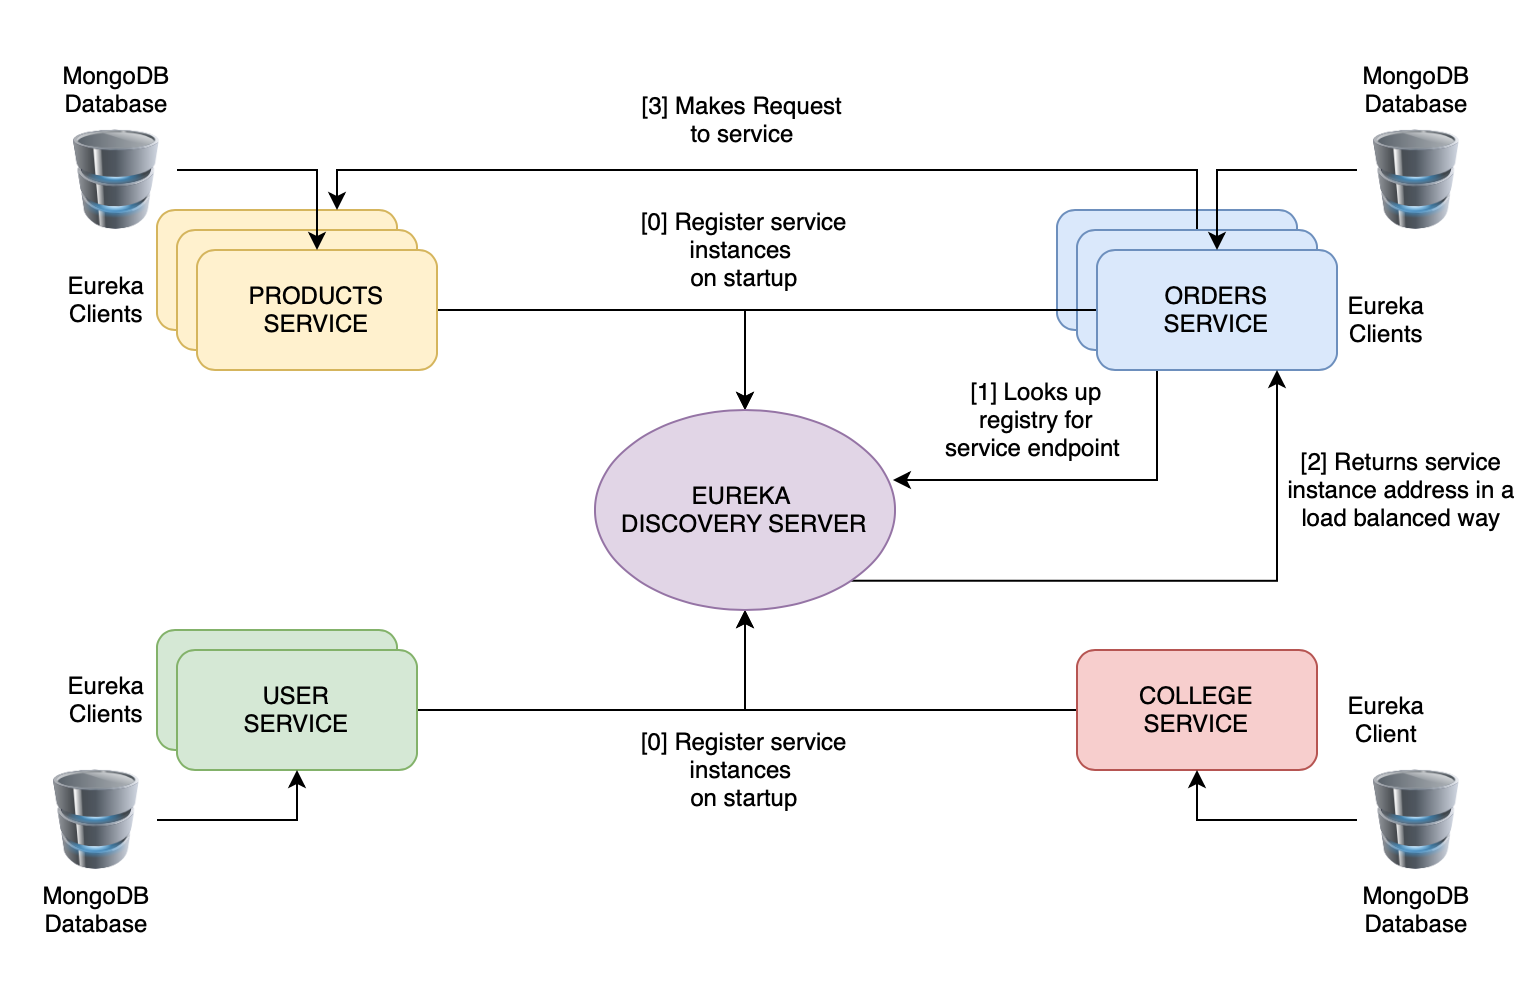 MongoDB
Database
MongoDB
Database
[3] Makes Request
to service
[0] Register service
instances
on startup
Eureka
Clients
PRODUCTS
SERVICE
ORDERS
SERVICE
Eureka
Clients
[1] Looks up
registry for
service endpoint
[2] Returns service
instance address in a
load balanced way
EUREKA
DISCOVERY SERVER
Eureka
Clients
USER
SERVICE
COLLEGE
SERVICE
Eureka
Client
[0] Register service
instances
on startup
MongoDB
Database
MongoDB
Database